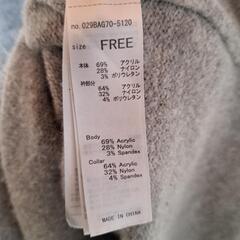 no. 029BAG70-5120
size FREE
本体 69% アクリル
28% ナイロン
3% ポリウレタン
衿部分
64% アクリル
32% ナイロン
4% ポリウレタン
Body
69% Acrylic
28% Nylon
3% Spandex
Collar
64% Acrylic
32% Nylon
4% Spandex
MADE IN CHINA